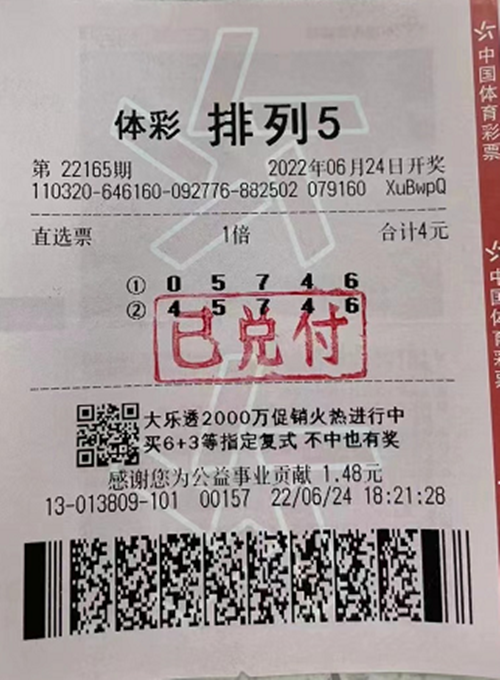 体彩 排列5
第 22165期 2022年06月24日开奖
110320-646160-092776-882502 079160 XuBwpQ
直选票 1倍 合计4元
① 0 5 7 4 6
② 4 5 7 4 6
已兑付
大乐透2000万促销火热进行中
买6+3等指定复式 不中也有奖
感谢您为公益事业贡献 1.48元
13-013809-101 00157 22/06/24 18:21:28
中国体育彩票
中国体育彩票